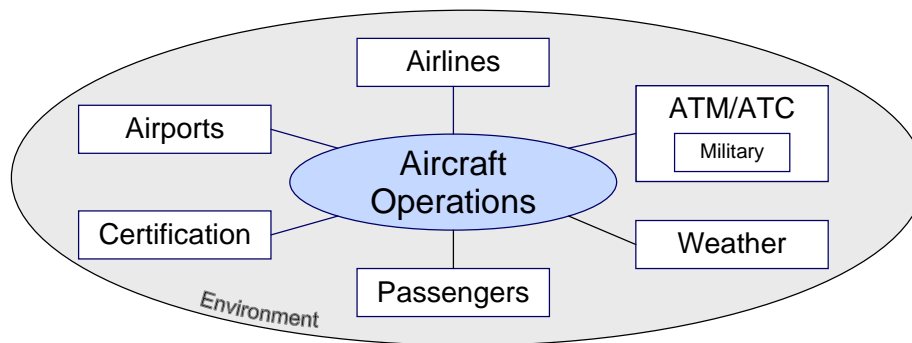 Airlines
ATM/ATC
Military
Airports
Aircraft
Operations
Certification
Weather
Passengers
Environment